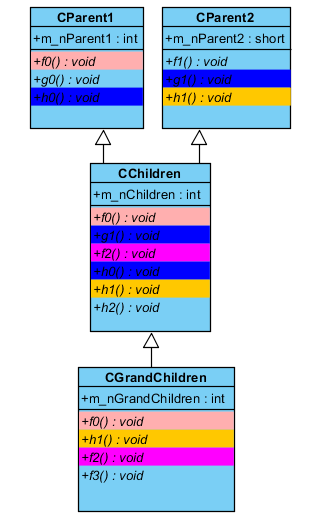 CParent1
+m_nParent1 : int
+f0() : void
+g0() : void
+h0() : void
CParent2
+m_nParent2 : short
+f1() : void
+g1() : void
+h1() : void
CChildren
+m_nChildren : int
+f0() : void
+g1() : void
+f2() : void
+h0() : void
+h1() : void
+h2() : void
CGrandChildren
+m_nGrandChildren : int
+f0() : void
+h1() : void
+f2() : void
+f3() : void